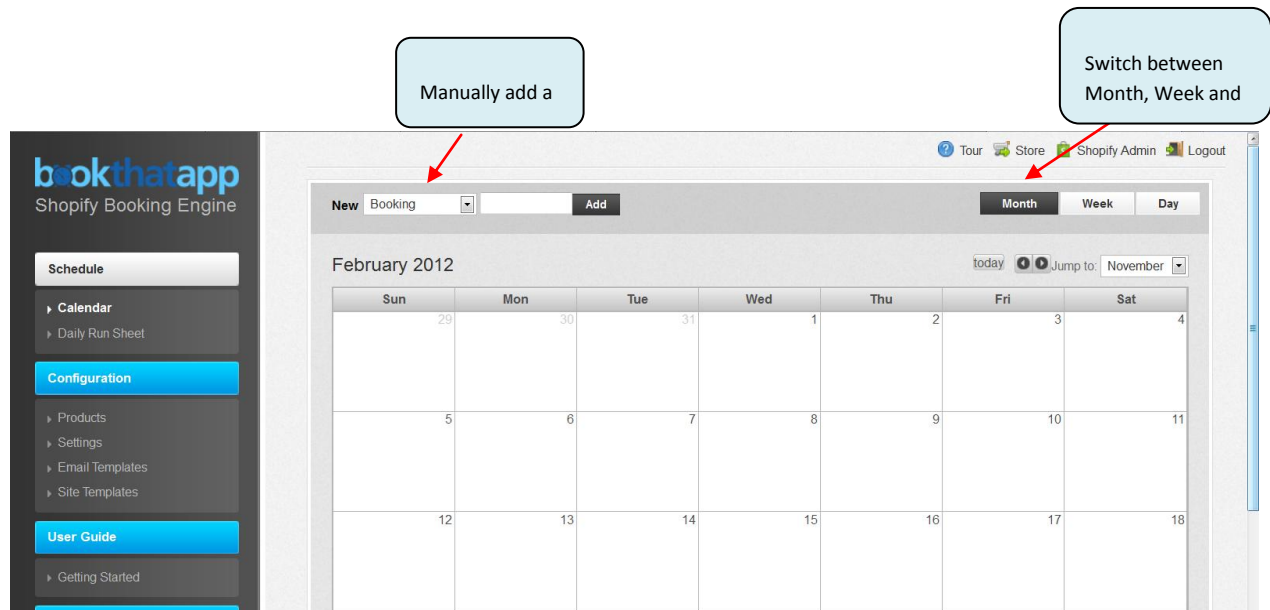 Manually add a
Switch between
Month, Week and
bookthatapp
Shopify Booking Engine
Tour Store Shopify Admin Logout
New Booking Add
Month Week Day
February 2012
today Jump to: November
Schedule
Calendar
Daily Run Sheet
Configuration
Products
Settings
Email Templates
Site Templates
User Guide
Getting Started
Sun Mon Tue Wed Thu Fri Sat
29 30 31 1 2 3 4
5 6 7 8 9 10 11
12 13 14 15 16 17 18